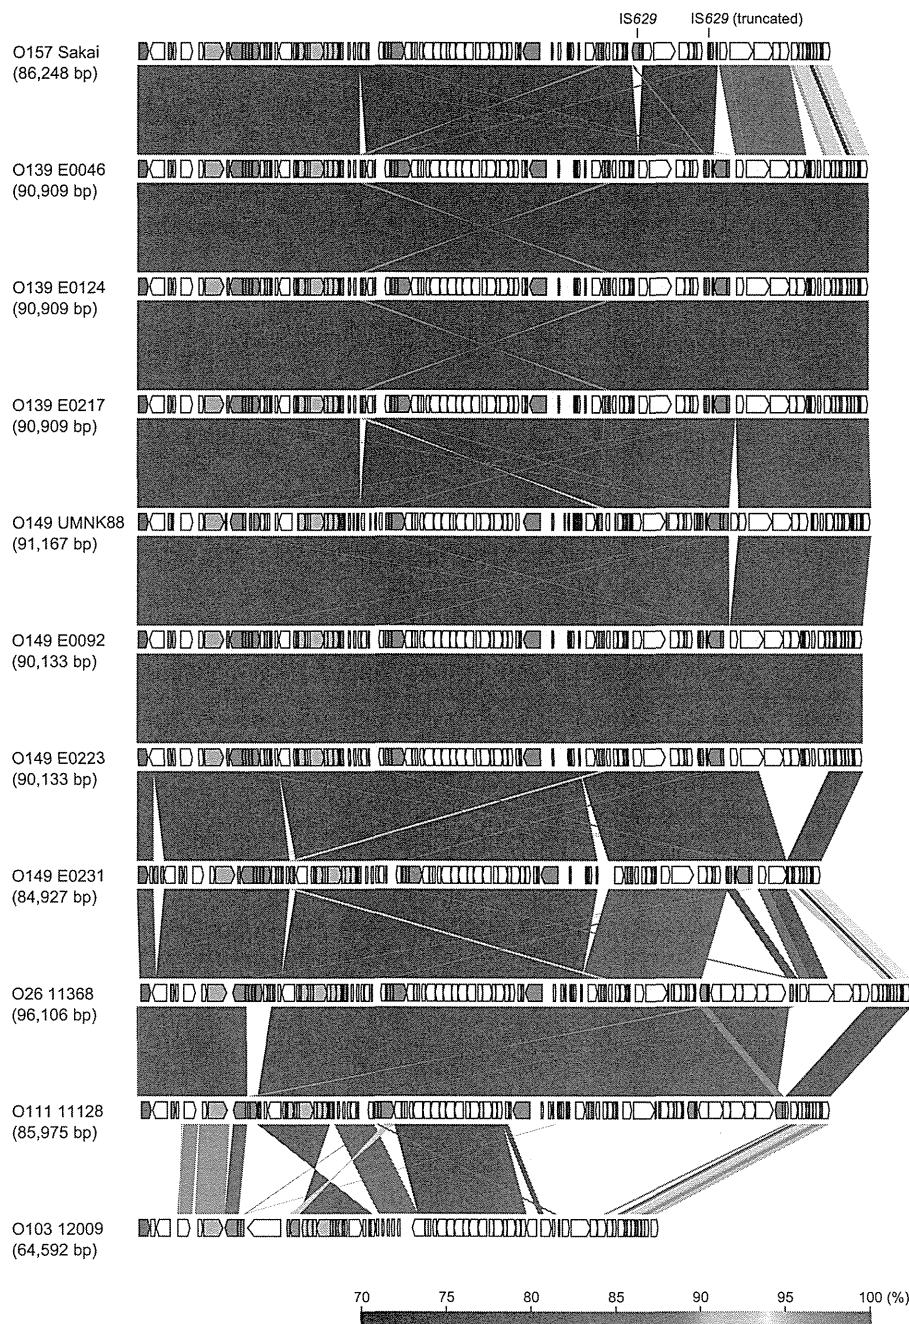 IS629 IS629 (truncated)
O157 Sakai
(86,248 bp)
O139 E0046
(90,909 bp)
O139 E0124
(90,909 bp)
O139 E0217
(90,909 bp)
O149 UMNK88
(91,167 bp)
O149 E0092
(90,133 bp)
O149 E0223
(90,133 bp)
O149 E0231
(84,927 bp)
O26 11368
(96,106 bp)
O111 11128
(85,975 bp)
O103 12009
(64,592 bp)
70 75 80 85 90 95 100 (%)